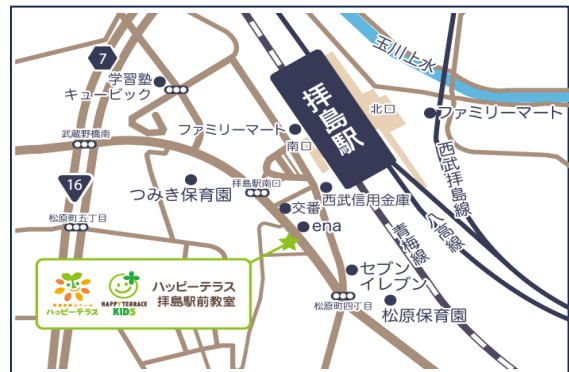 玉川上水
7
学習塾
キュービック
拝島駅
北口
ファミリーマート
ファミリーマート
南口
武蔵野橋南
16
つみき保育園
拝島駅南口
西武信用金庫
西武拝島線
八高線
青梅線
交番
ena
松原町五丁目
セブン
イレブン
松原町四丁目
松原保育園
ハッピーテラス
HAPPY TERRACE
KIDS
ハッピーテラス
拝島駅前教室